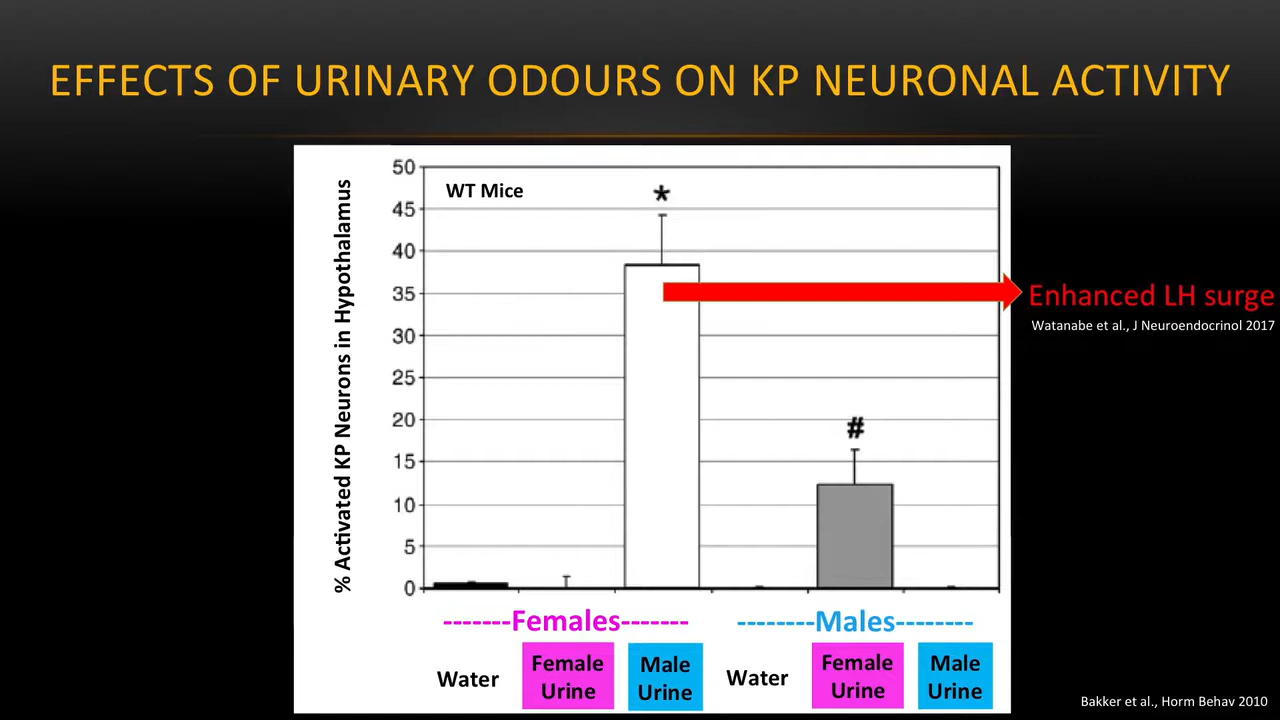 EFFECTS OF URINARY ODOURS ON KP NEURONAL ACTIVITY
% Activated KP Neurons in Hypothalamus
50
45
40
35
30
25
20
15
10
5
0
WT Mice
*
#
Enhanced LH surge
Watanabe et al., J Neuroendocrinol 2017
-------Females-------
--------Males--------
Water
Female
Urine
Male
Urine
Water
Female
Urine
Male
Urine
Bakker et al., Horm Behav 2010